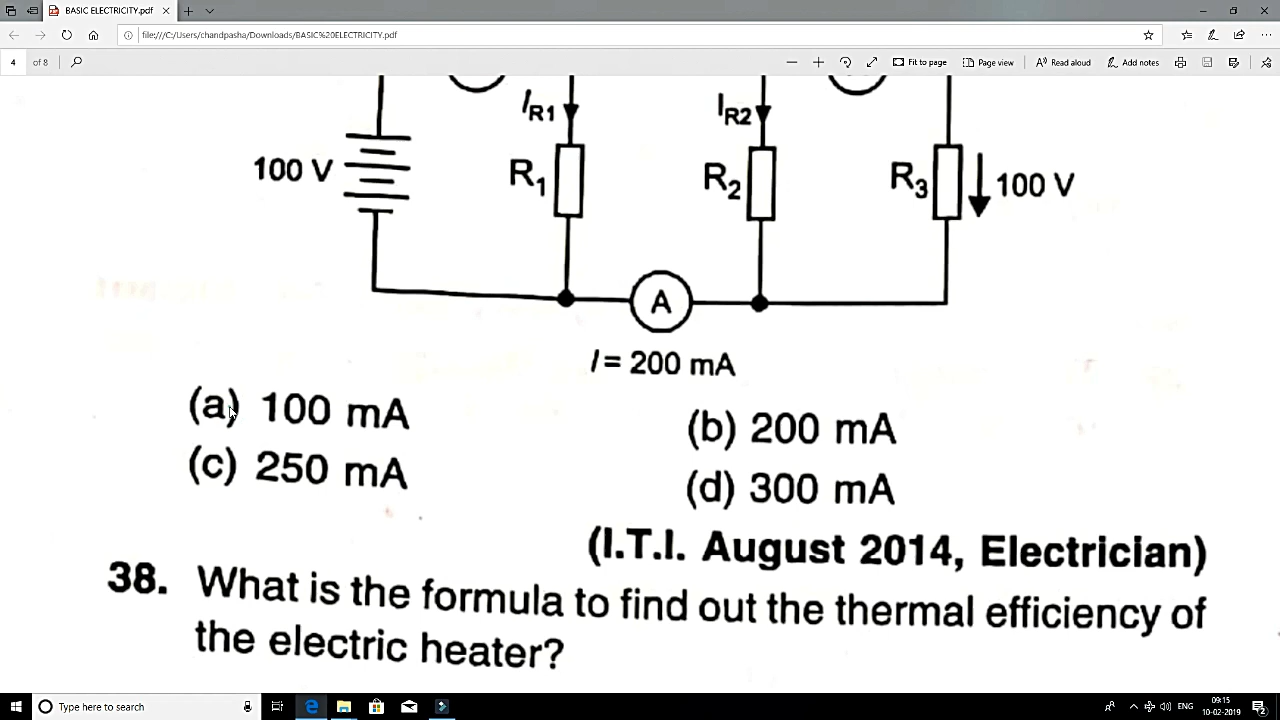 BASIC ELECTRICITY.pdf
file:///C:/Users/chandpasha/Downloads/BASIC%20ELECTRICITY.pdf
4 of 8 Fit to page Page view Read aloud Add notes
IR1 IR2
100 V R1 R2 R3 100 V
A
I = 200 mA
(a) 100 mA (b) 200 mA
(c) 250 mA (d) 300 mA
(I.T.I. August 2014, Electrician)
38. What is the formula to find out the thermal efficiency of
the electric heater?
Type here to search ENG 09:15
10-02-2019